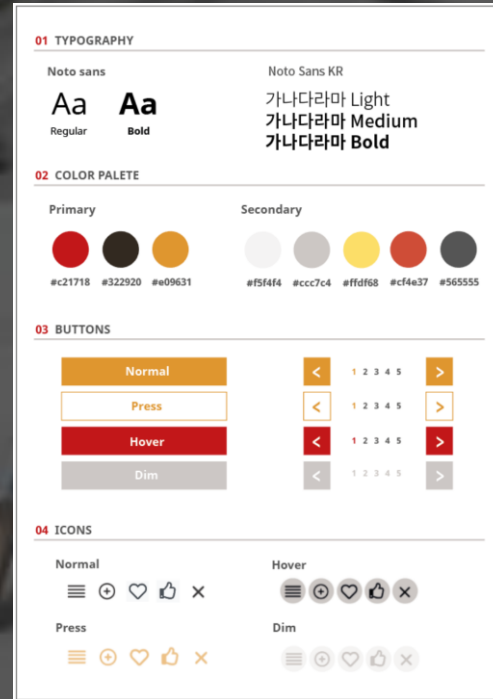 01 TYPOGRAPHY
Noto sans
Noto Sans KR
Aa
Aa
Regular
Bold
가나다라마 Light
가나다라마 Medium
가나다라마 Bold
02 COLOR PALETE
Primary
Secondary
#c21718 #322920 #e09631
#f5f4f4 #ccc7c4 #ffdf68 #cf4e37 #565555
03 BUTTONS
Normal
< 1 2 3 4 5 >
Press
< 1 2 3 4 5 >
Hover
< 1 2 3 4 5 >
Dim
< 1 2 3 4 5 >
04 ICONS
Normal
Hover
Press
Dim